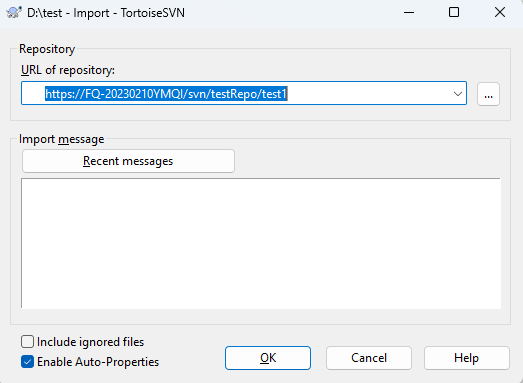 D:\test - Import - TortoiseSVN
Repository
URL of repository:
https://FQ-20230210YMQI/svn/testRepo/test1
...
Import message
Recent messages
Include ignored files
Enable Auto-Properties
OK
Cancel
Help